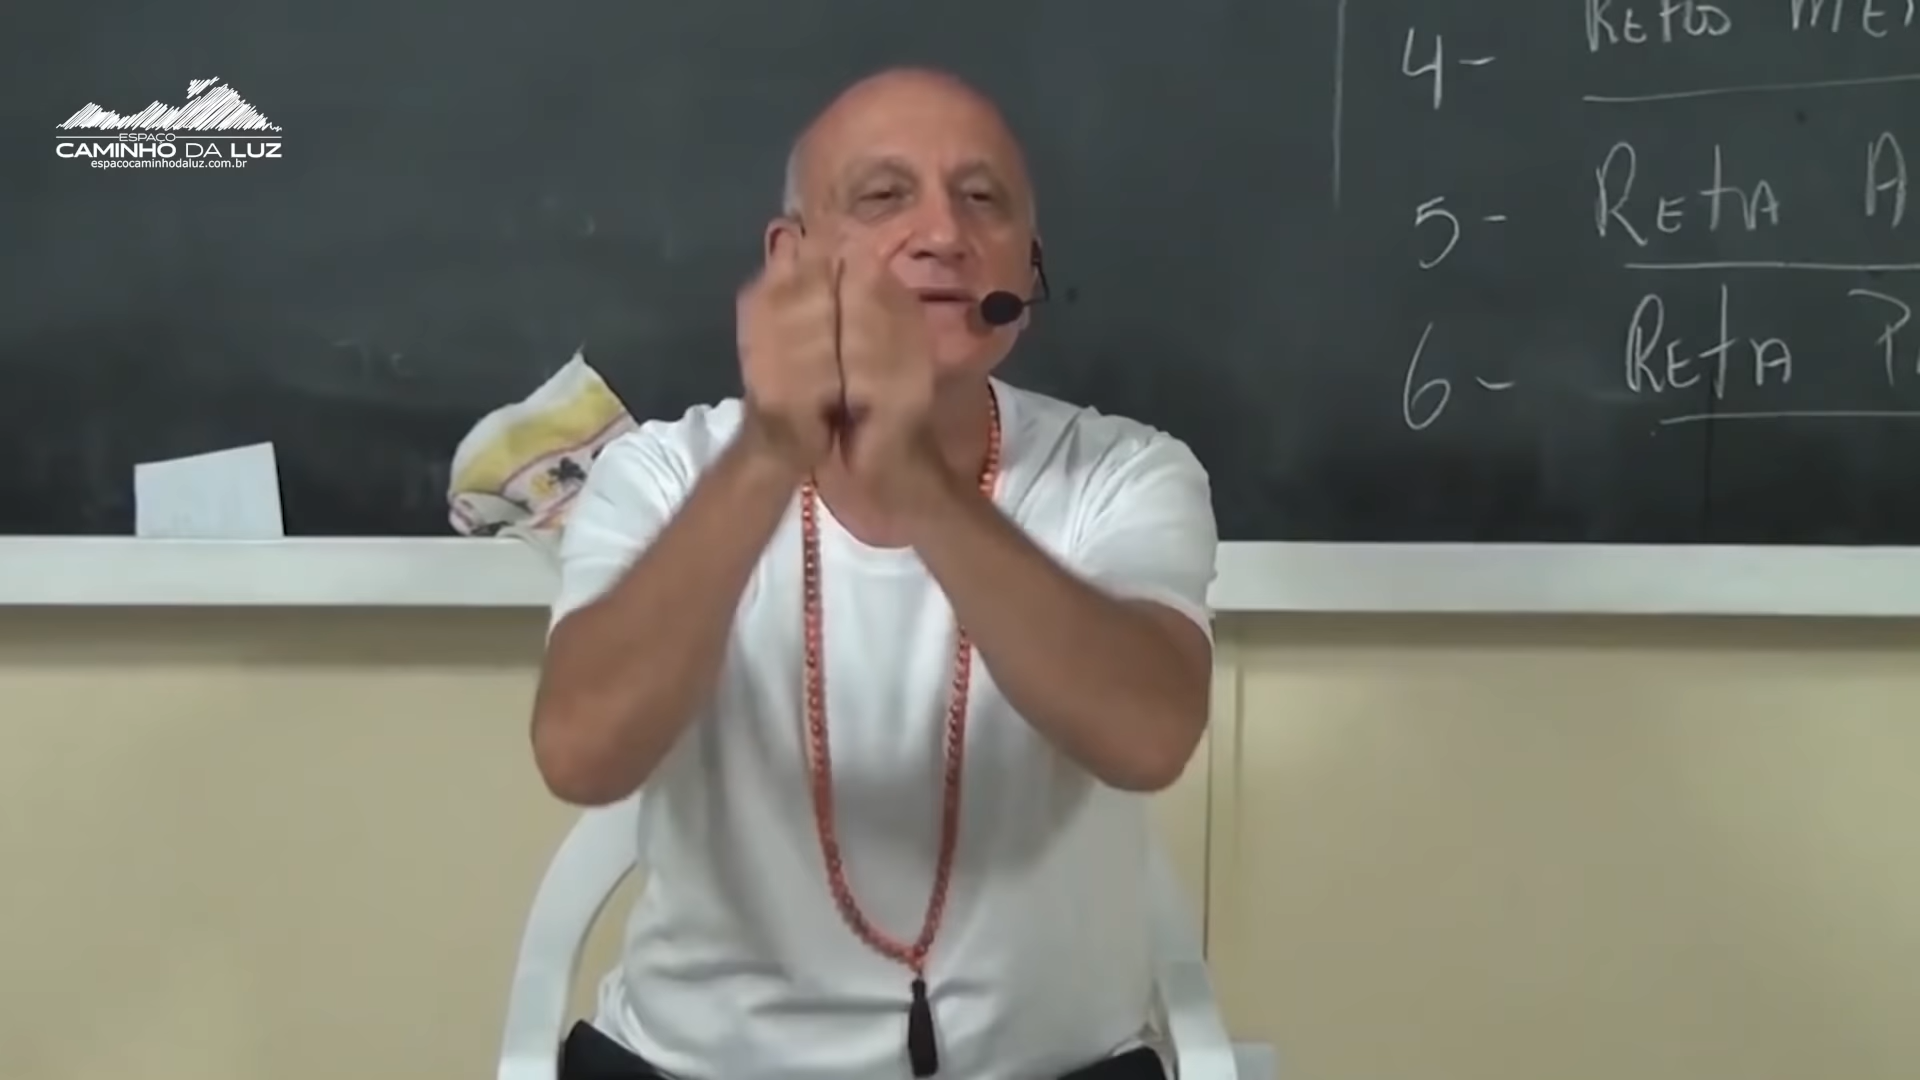 ESPAÇO
CAMINHO DA LUZ
espacocaminhodaluz.com.br
4-
5- RETA A
6- RETA